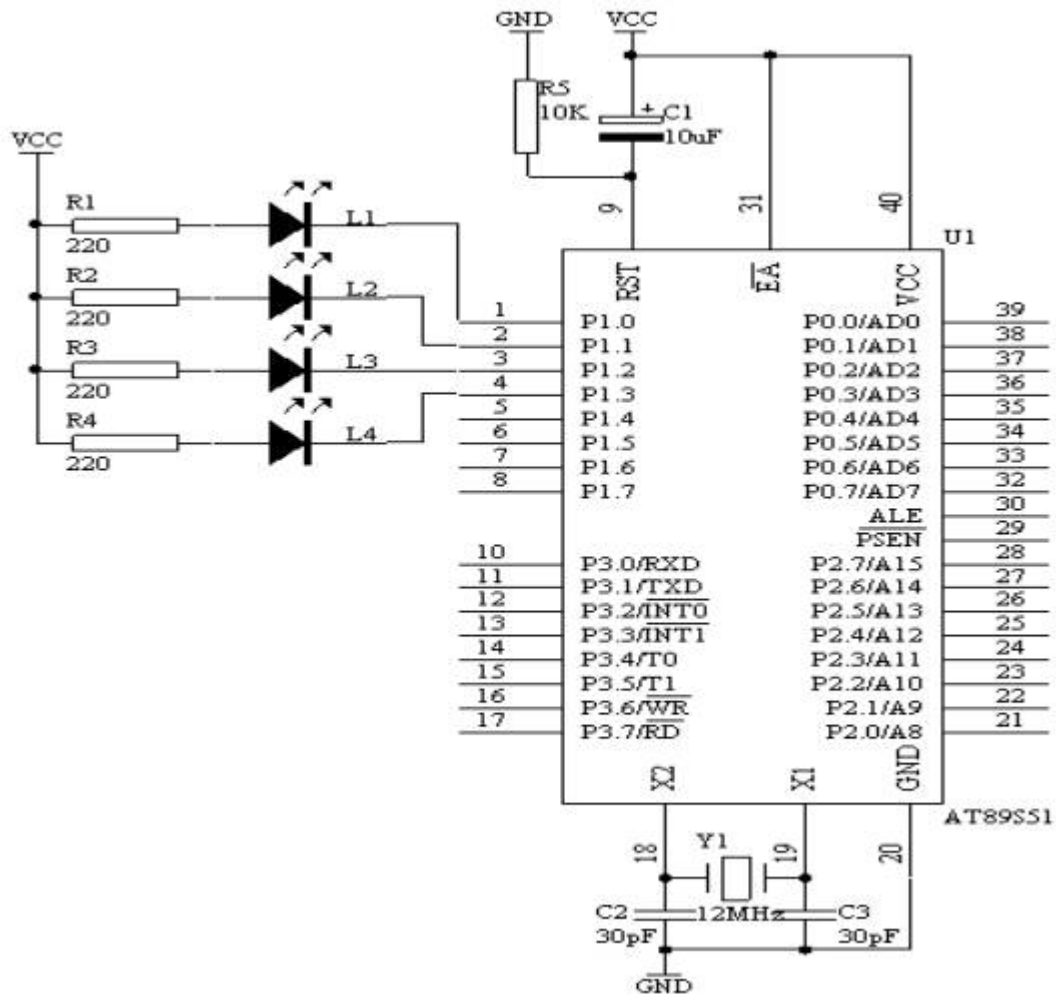 GND
VCC
R5
10K
+
C1
10uF
VCC
R1
220
L1
R2
220
L2
R3
220
L3
R4
220
L4
9
31
40
U1
RST
EA
VCC
1
P1.0
P0.0/AD0
39
2
P1.1
P0.1/AD1
38
3
P1.2
P0.2/AD2
37
4
P1.3
P0.3/AD3
36
5
P1.4
P0.4/AD4
35
6
P1.5
P0.5/AD5
34
7
P1.6
P0.6/AD6
33
8
P1.7
P0.7/AD7
32
ALE
30
PSEN
29
10
P3.0/RXD
P2.7/A15
28
11
P3.1/TXD
P2.6/A14
27
12
P3.2/INT0
P2.5/A13
26
13
P3.3/INT1
P2.4/A12
25
14
P3.4/T0
P2.3/A11
24
15
P3.5/T1
P2.2/A10
23
16
P3.6/WR
P2.1/A9
22
17
P3.7/RD
P2.0/A8
21
X2
X1
GND
AT89S51
18
Y1
19
20
C2
30pF
12MHz
C3
30pF
GND